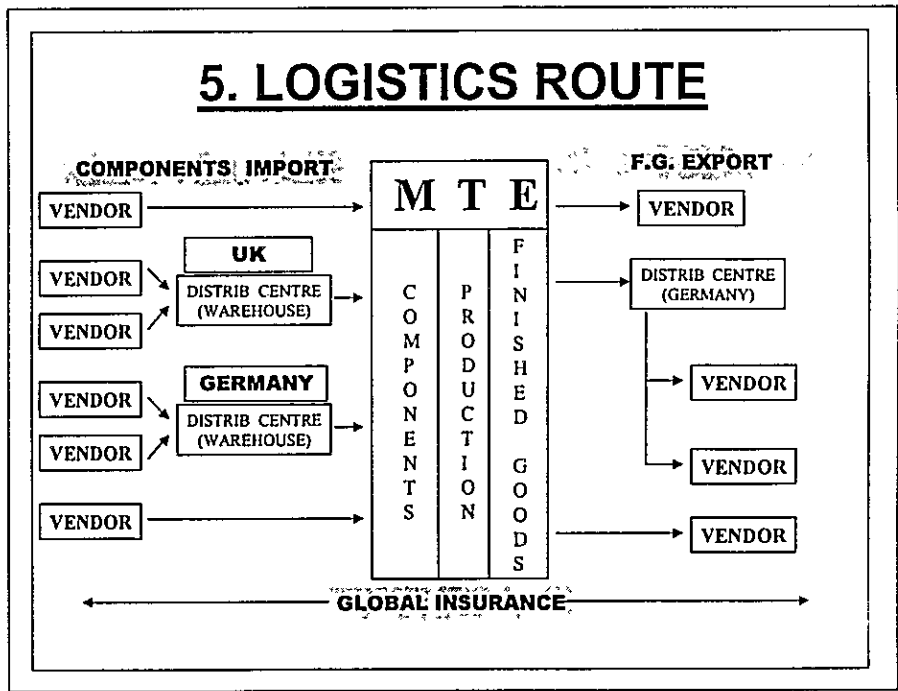 5. LOGISTICS ROUTE
COMPONENTS IMPORT
F.G. EXPORT
M T E
VENDOR
VENDOR
UK
VENDOR
DISTRIB CENTRE
(WAREHOUSE)
VENDOR
GERMANY
VENDOR
DISTRIB CENTRE
(WAREHOUSE)
VENDOR
VENDOR
COMPONENTS
PRODUCTION
FINISHED GOODS
DISTRIB CENTRE
(GERMANY)
VENDOR
VENDOR
VENDOR
GLOBAL INSURANCE